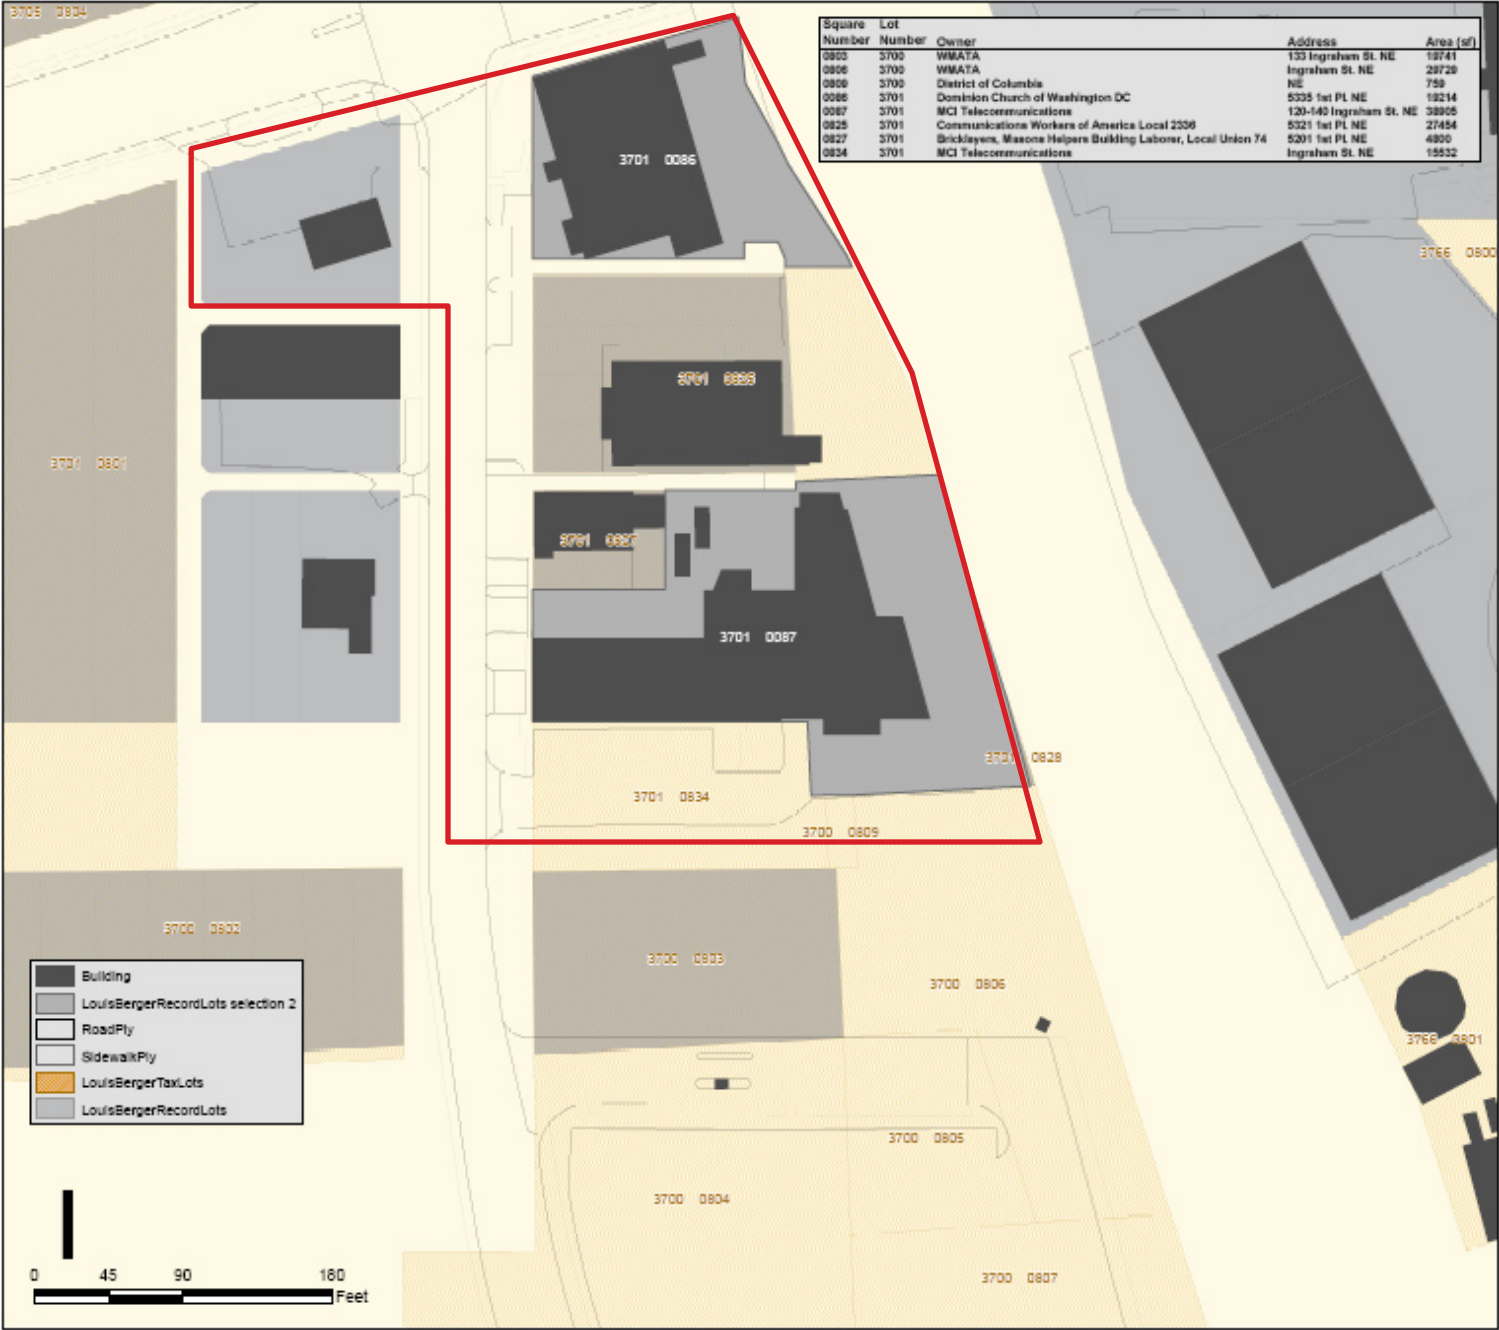 3705 0804
Square Lot
Number Number Owner Address Area (sf)
0803 3700 WMATA 133 Ingraham St. NE 19741
0806 3700 WMATA Ingraham St. NE 29729
0809 3700 District of Columbia NE 759
0086 3701 Dominion Church of Washington DC 5335 1st Pl. NE 19214
0087 3701 MCI Telecommunications 120-140 Ingraham St. NE 38905
0825 3701 Communications Workers of America Local 2336 5321 1st Pl. NE 27454
0827 3701 Bricklayers, Masons Helpers Building Laborer, Local Union 74 5201 1st Pl. NE 4800
0834 3701 MCI Telecommunications Ingraham St. NE 15532
3701 0086
3766 0800
3701 0825
3701 0801
3701 0827
3701 0087
3701 0828
3701 0834
3700 0809
3700 0802
3700 0803
3700 0806
Building
LouisBergerRecordLots selection 2
RoadPly
SidewalkPly
LouisBergerTaxLots
LouisBergerRecordLots
3766 0801
3700 0805
3700 0804
3700 0807
0 45 90 180
Feet